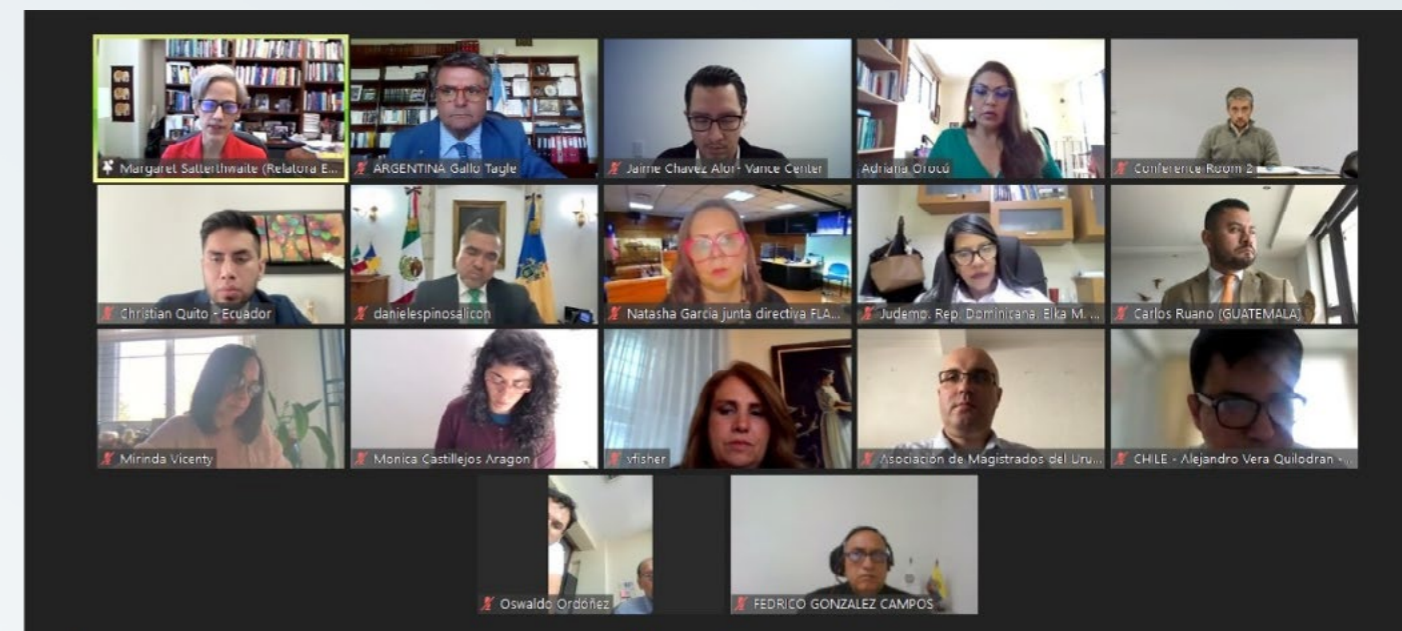 Margaret Satterthwaite (Relatora E...
ARGENTINA Gallo Tagle
Jaime Chavez Alor- Vance Center
Adriana Orocú
Conference Room 2
Christian Quito - Ecuador
danielespinosalicon
Natasha Garcia junta directiva FLA...
Judemo. Rep. Dominicana. Elka M. ...
Carlos Ruano (GUATEMALA)
Mirinda Vicenty
Monica Castillejos Aragon
vfisher
Asociación de Magistrados del Uru...
CHILE - Alejandro Vera Quilodran - ...
Oswaldo Ordóñez
FEDRICO GONZALEZ CAMPOS